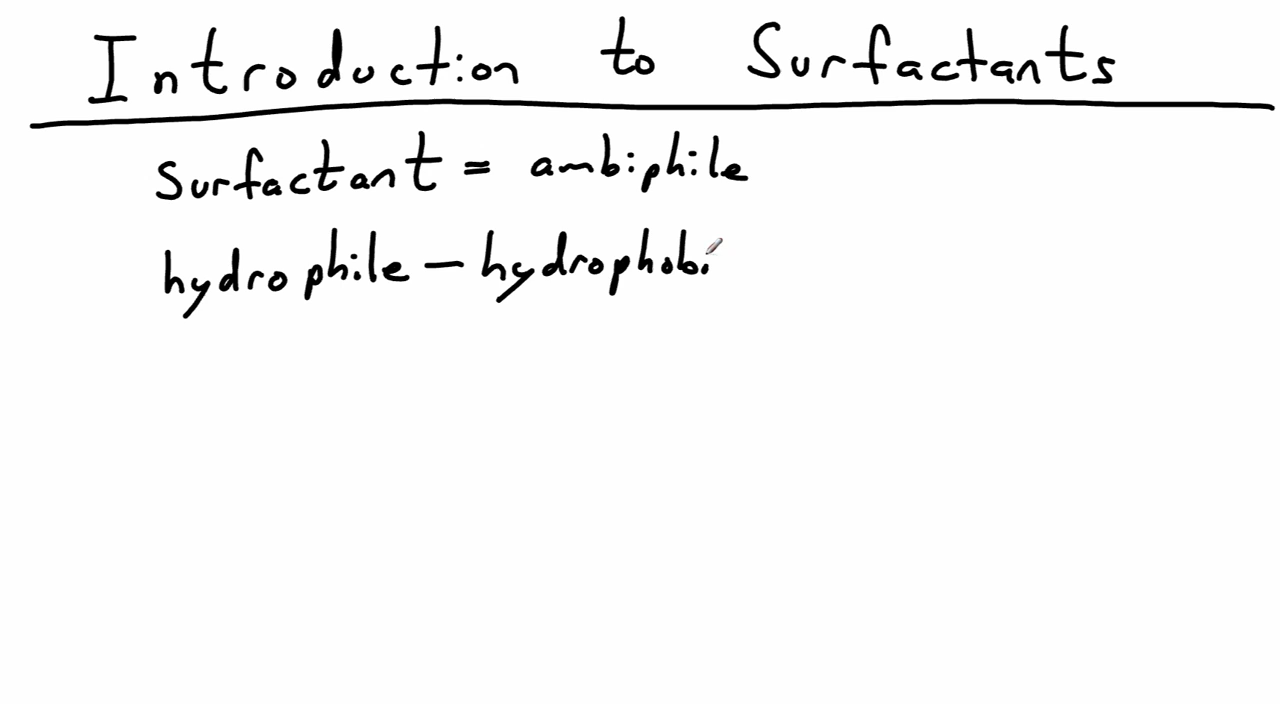 Introduction to Surfactants
Surfactant = ambiphile
hydrophile – hydrophobi